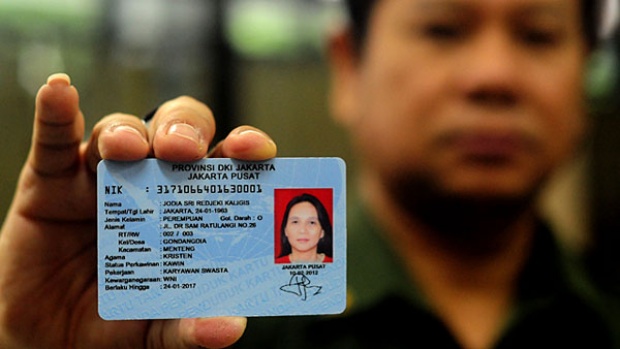 PROVINSI DKI JAKARTA
JAKARTA PUSAT
NIK : 3171066401630001
Nama : JODIA SRI REDJEKI KALIGIS
Tempat/Tgl Lahir : JAKARTA, 24-01-1963
Jenis Kelamin : PEREMPUAN Gol. Darah : O
Alamat : JL. DR SAM RATULANGI NO.26
RT/RW : 002 / 003
Kel/Desa : GONDANGDIA
Kecamatan : MENTENG
Agama : KRISTEN
Status Perkawinan : KAWIN
Pekerjaan : KARYAWAN SWASTA
Kewarganegaraan : WNI
Berlaku Hingga : 24-01-2017
JAKARTA PUSAT